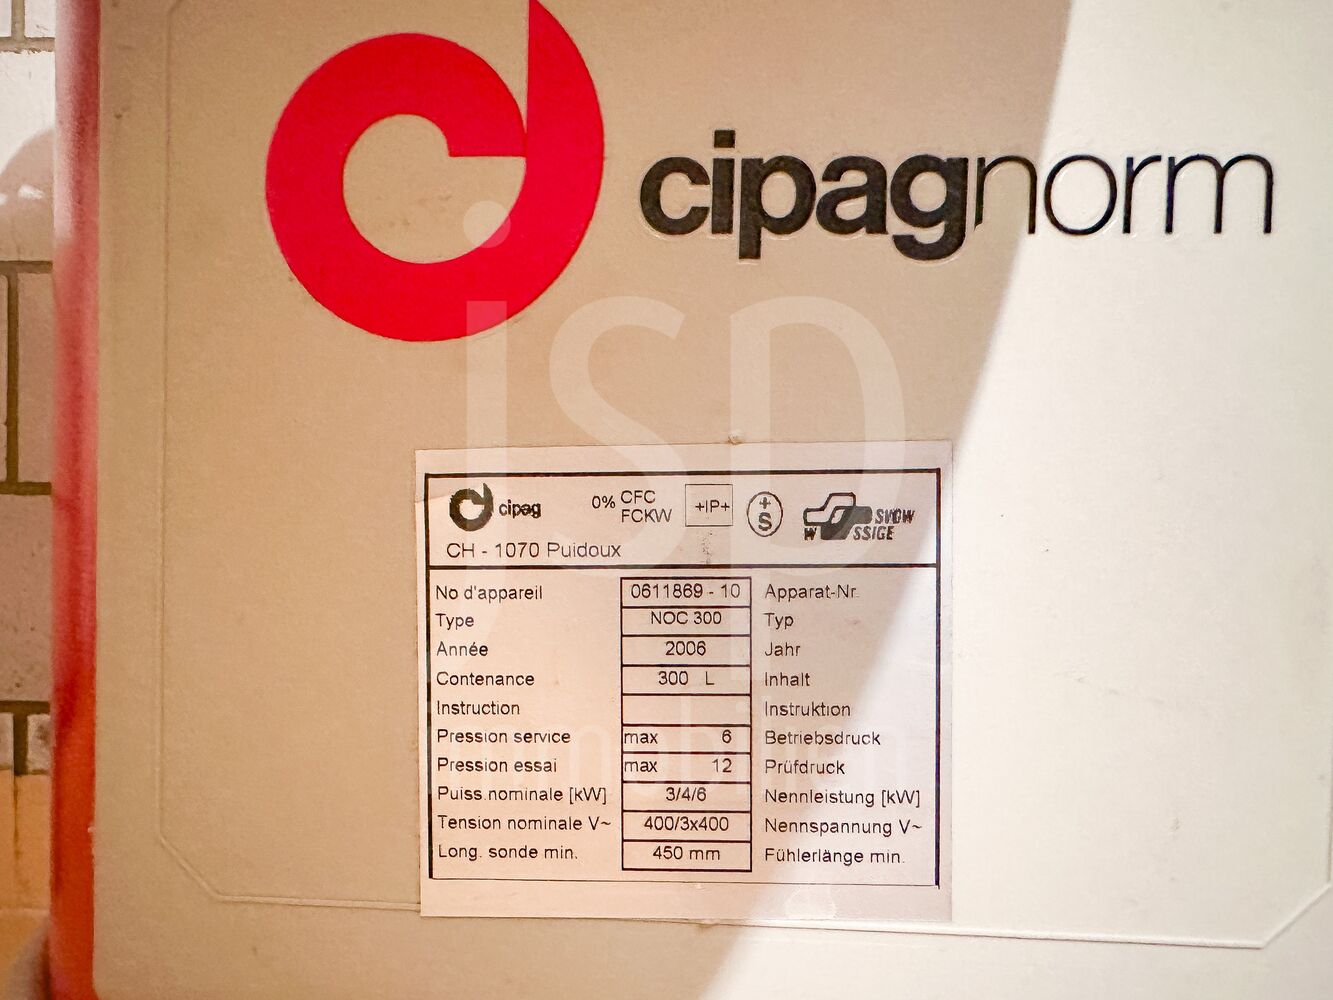 cipagnorm
jsp
cipag
0% CFC
FCKW
+IP+
+
S
SVGW
W SSIGE
CH - 1070 Puidoux
No d'appareil 0611869 - 10 Apparat-Nr.
Type NOC 300 Typ
Année 2006 Jahr
Contenance 300 L Inhalt
Instruction Instruktion
Pression service max 6 Betriebsdruck
Pression essai max 12 Prüfdruck
Puiss.nominale [kW] 3/4/6 Nennleistung [kW]
Tension nominale V~ 400/3x400 Nennspannung V~
Long. sonde min. 450 mm Fühlerlänge min.